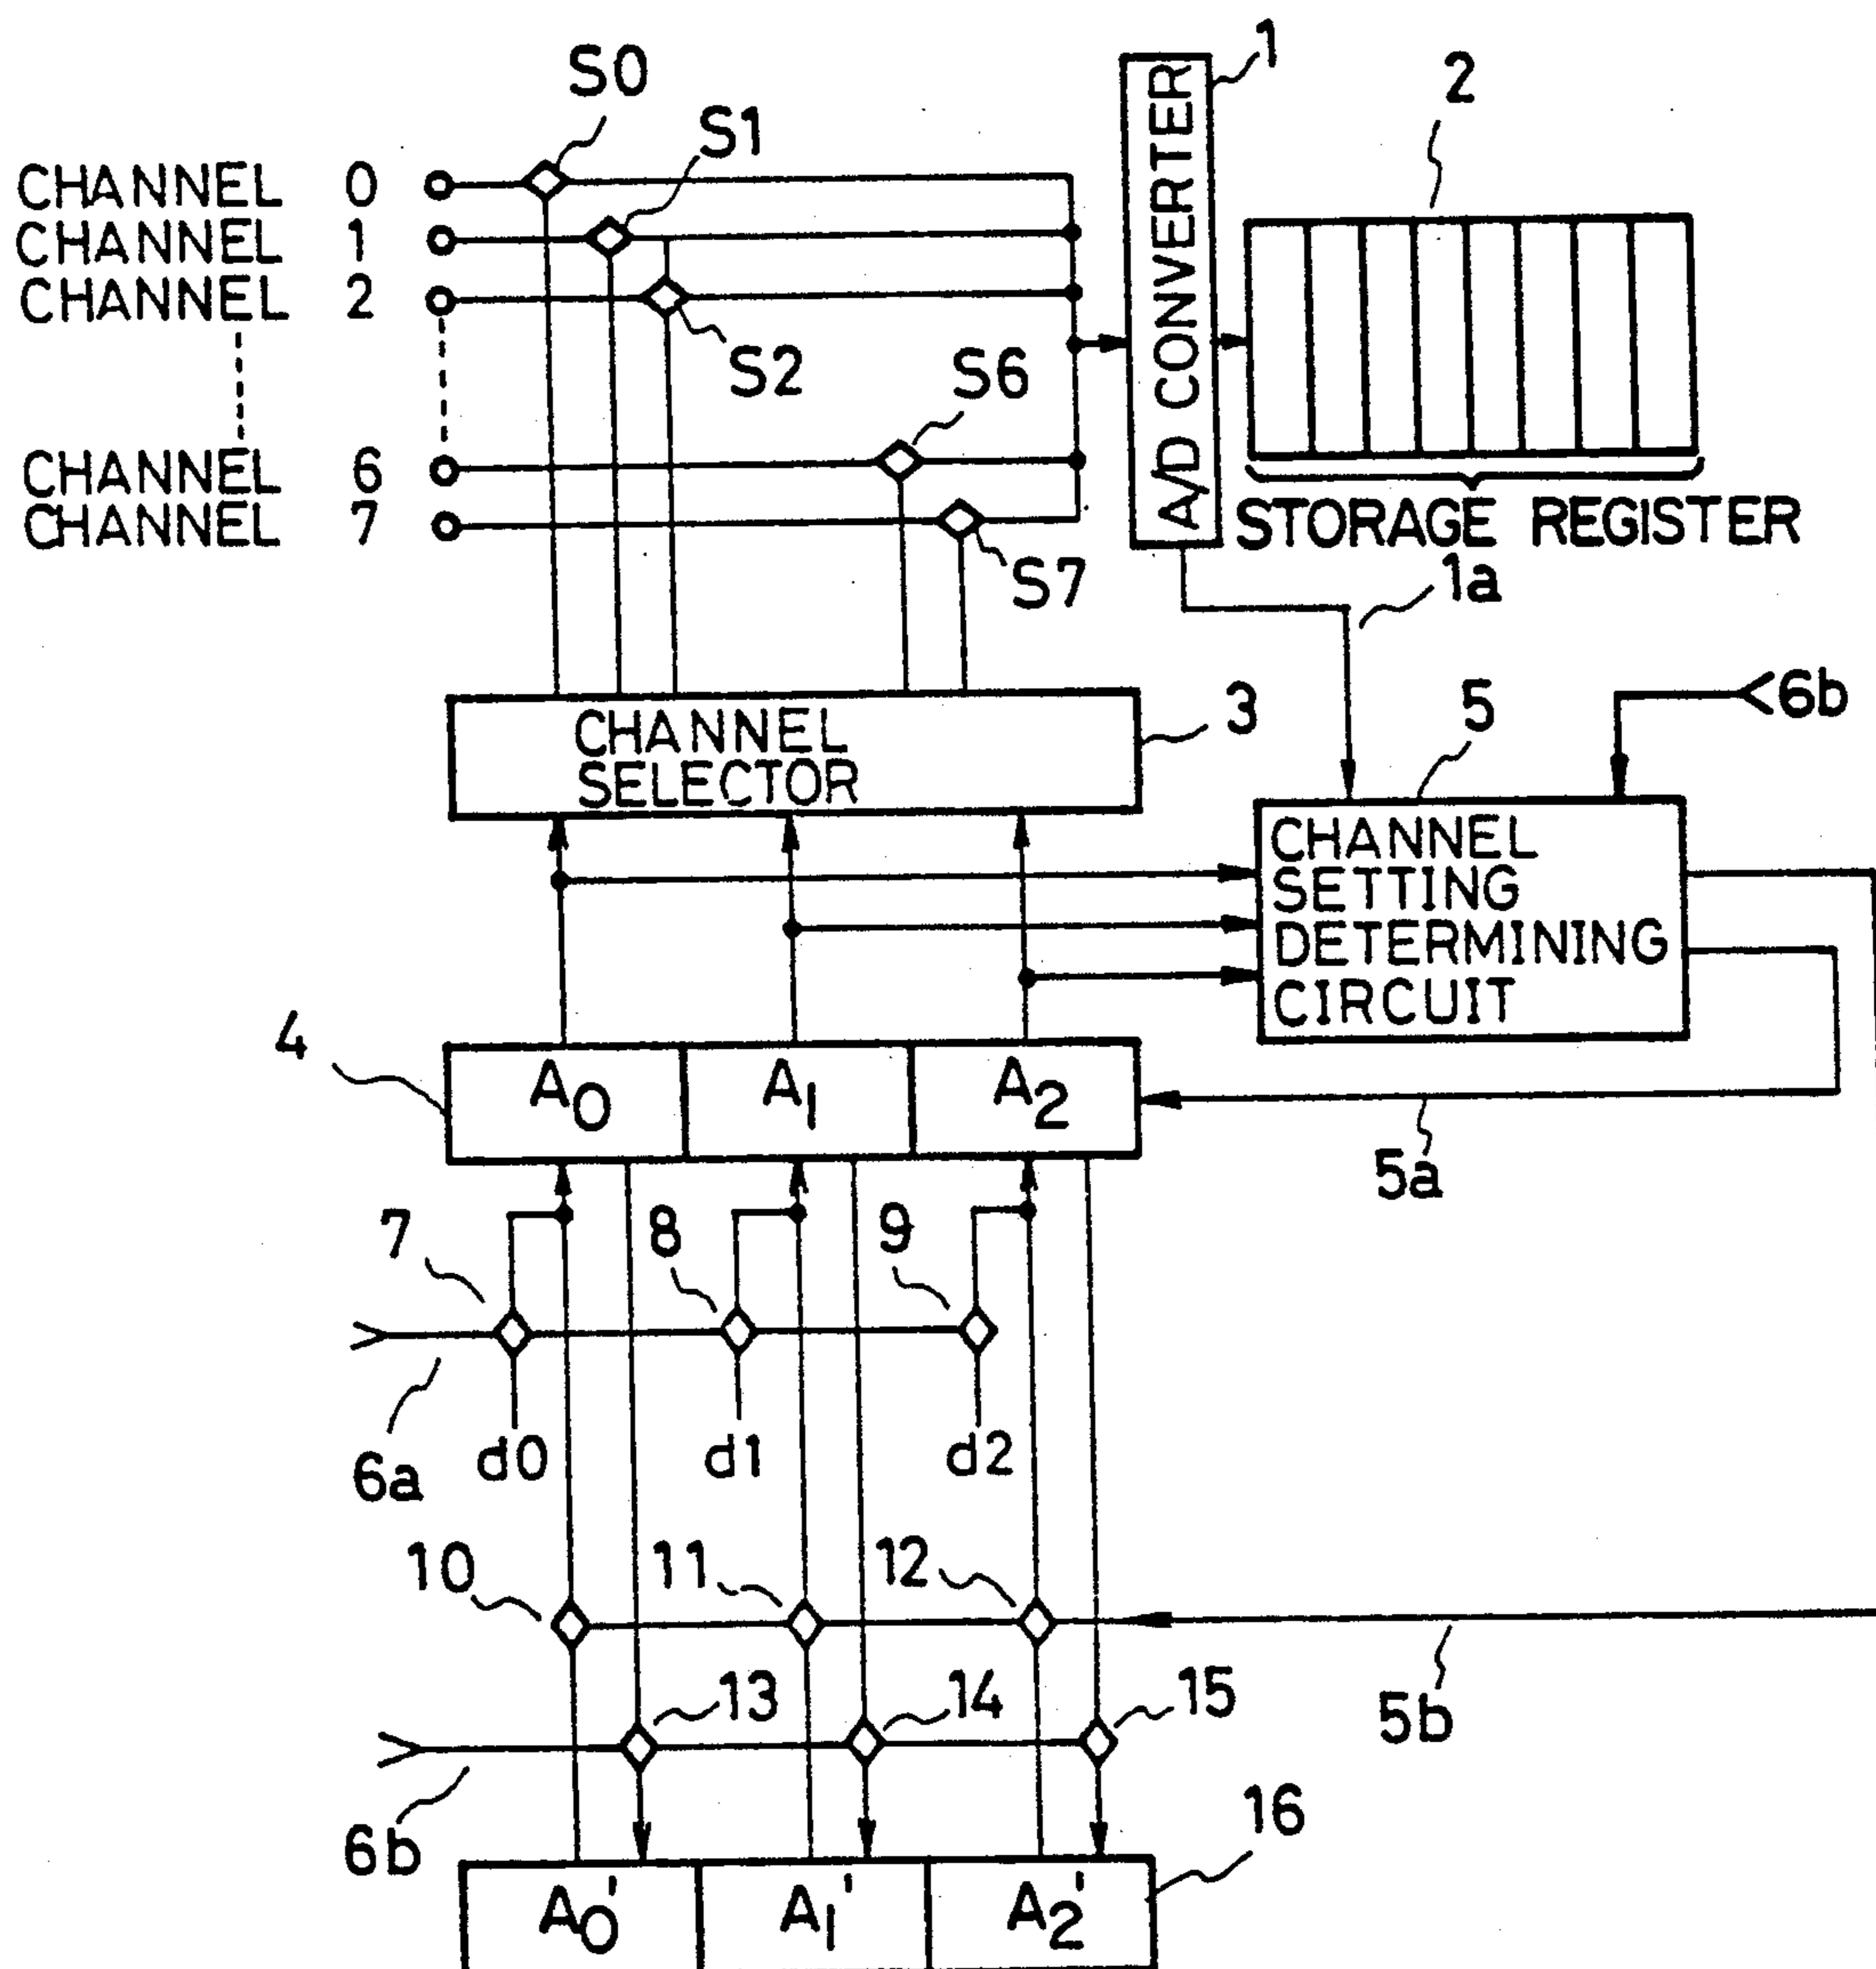 S0
1
2
S1
CHANNEL 0
CHANNEL 1
CHANNEL 2
A/D CONVERTER
S2
S6
CHANNEL 6
CHANNEL 7
STORAGE REGISTER
S7
1a
CHANNEL
SELECTOR
3
5
6b
CHANNEL
SETTING
DETERMINING
CIRCUIT
4
A0
A1
A2
5a
7
8
9
6a
d0
d1
d2
10
11
12
13
14
15
5b
6b
16
A0'
A1'
A2'